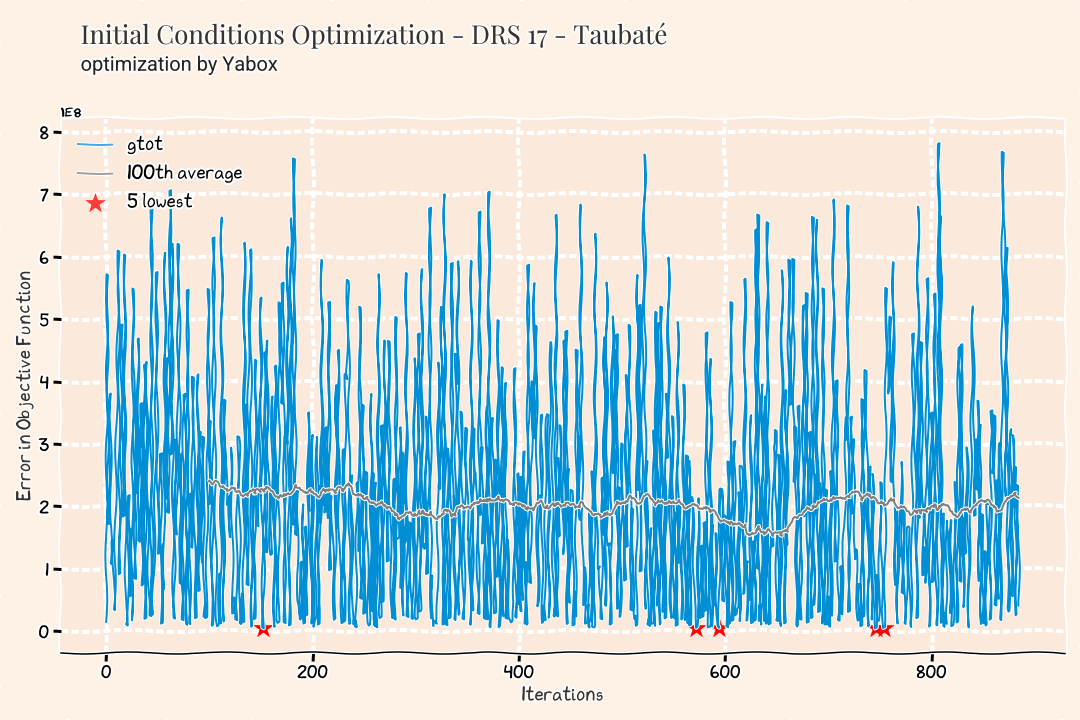 Initial Conditions Optimization - DRS 17 - Taubaté
optimization by Yabox
1E8
8
gtot
100th average
7
5 lowest
6
5
4
3
2
1
0
Error in Objective Function
0 200 400 600 800
Iterations